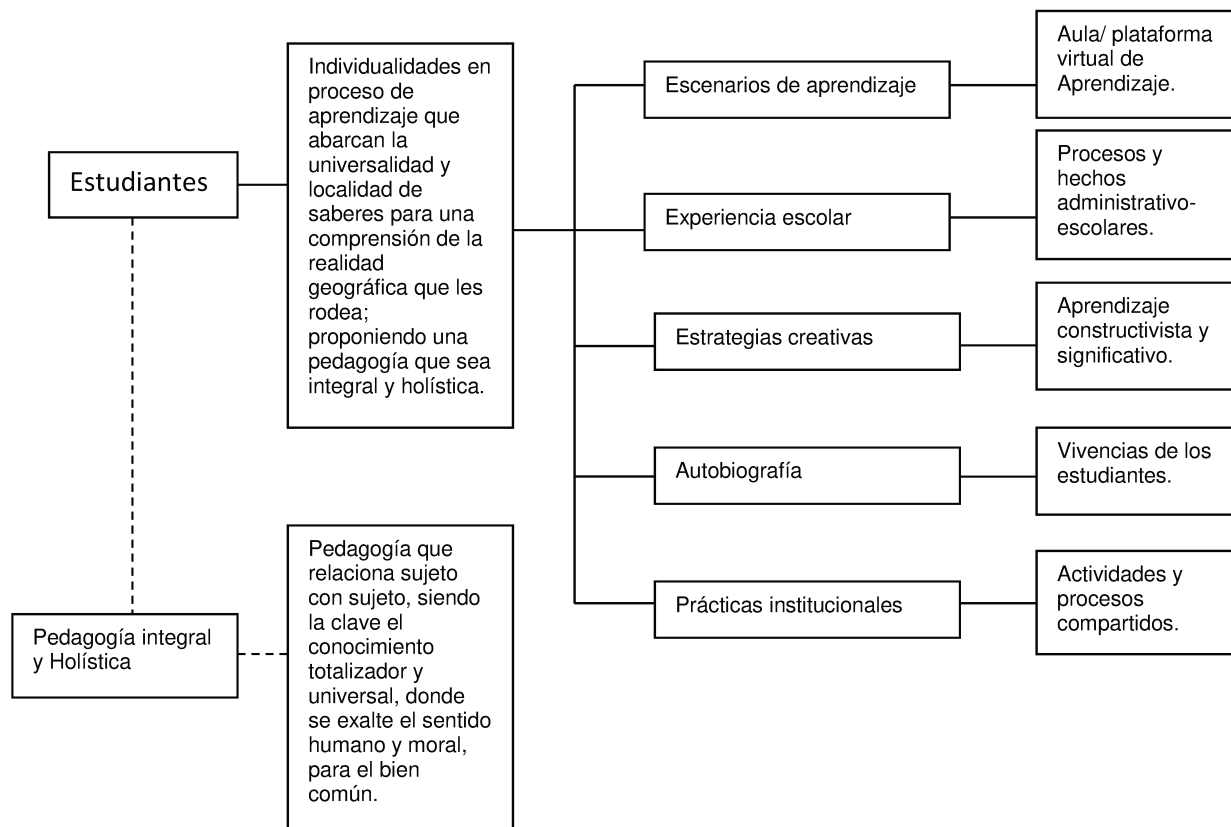 Estudiantes
Individualidades en
proceso de
aprendizaje que
abarcan la
universalidad y
localidad de
saberes para una
comprensión de la
realidad
geográfica que les
rodea;
proponiendo una
pedagogía que sea
integral y holística.
Escenarios de aprendizaje
Aula/ plataforma
virtual de
Aprendizaje.
Experiencia escolar
Procesos y
hechos
administrativo-
escolares.
Estrategias creativas
Aprendizaje
constructivista y
significativo.
Autobiografía
Vivencias de los
estudiantes.
Prácticas institucionales
Actividades y
procesos
compartidos.
Pedagogía integral
y Holística
Pedagogía que
relaciona sujeto
con sujeto, siendo
la clave el
conocimiento
totalizador y
universal, donde
se exalte el sentido
humano y moral,
para el bien
común.